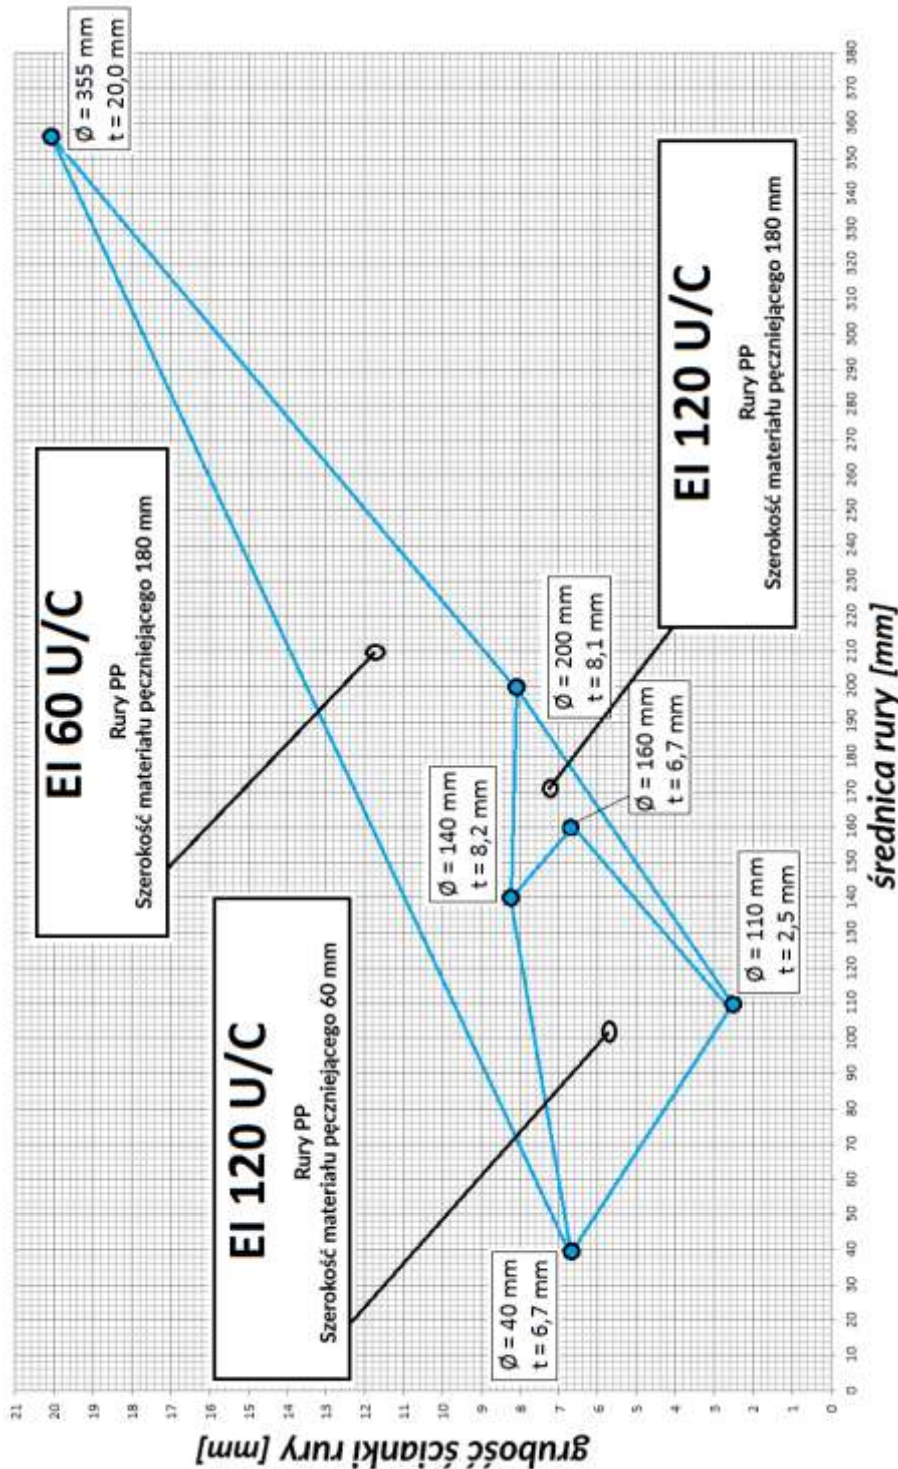 EI 60 U/C
Rury PP
Szerokość materiału pęczniejącego 180 mm
EI 120 U/C
Rury PP
Szerokość materiału pęczniejącego 60 mm
EI 120 U/C
Rury PP
Szerokość materiału pęczniejącego 180 mm
Ø = 40 mm
t = 6,7 mm
Ø = 140 mm
t = 8,2 mm
Ø = 200 mm
t = 8,1 mm
Ø = 160 mm
t = 6,7 mm
Ø = 110 mm
t = 2,5 mm
Ø = 355 mm
t = 20,0 mm
grubość ścianki rury [mm]
21
20
19
18
17
16
15
14
13
12
11
10
9
8
7
6
5
4
3
2
1
0
0
10
20
30
40
50
60
70
80
90
100
110
120
130
140
150
160
170
180
190
200
210
220
230
240
250
260
270
280
290
300
310
320
330
340
350
360
370
380
średnica rury [mm]